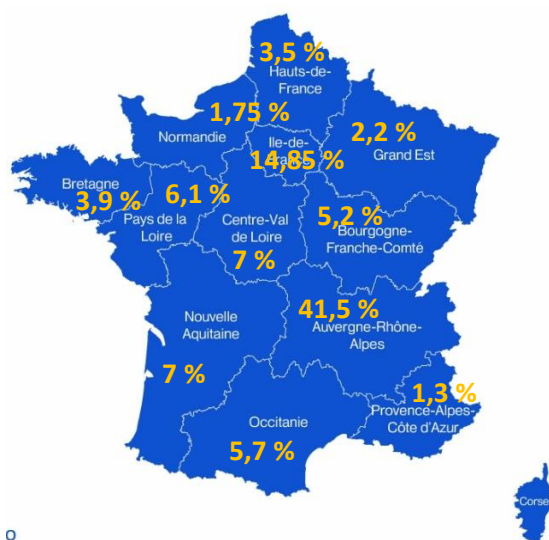 3,5 %
Hauts-de-
France
1,75 %
Normandie
Ile-de-
France
14,85 %
2,2 %
Grand Est
Bretagne
3,9 %
6,1 %
Pays de la
Loire
Centre-Val
de Loire
7 %
5,2 %
Bourgogne-
Franche-Comté
41,5 %
Auvergne-Rhône-
Alpes
Nouvelle
Aquitaine
7 %
1,3 %
Provence-Alpes-
Côte d'Azur
Occitanie
5,7 %
Corse